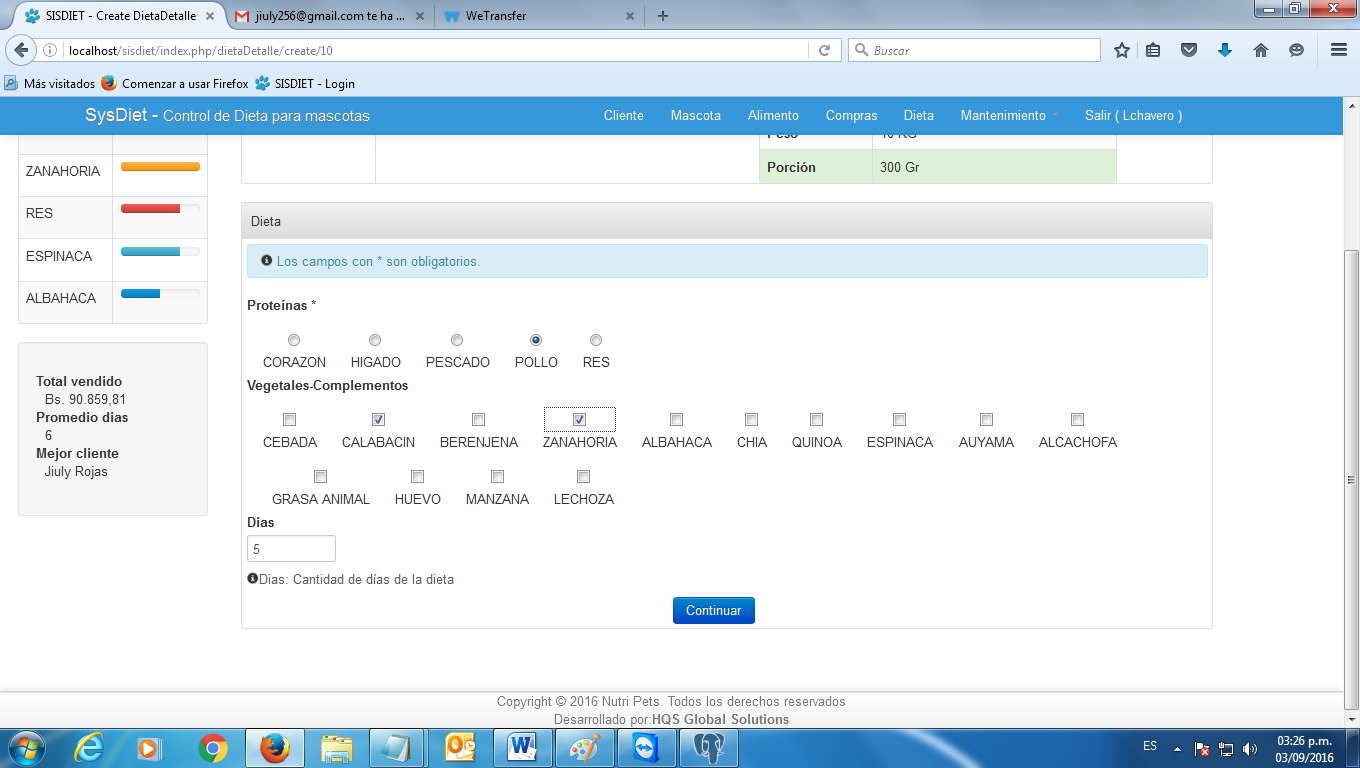 SISDIET - Create DietaDetalle
jiuly256@gmail.com te ha ...
WeTransfer
localhost/sisdiet/index.php/dietaDetalle/create/10
Buscar
Más visitados Comenzar a usar Firefox SISDIET - Login
SysDiet - Control de Dieta para mascotas
Cliente Mascota Alimento Compras Dieta Mantenimiento Salir ( Lchavero )
ZANAHORIA
RES
ESPINACA
ALBAHACA
Total vendido
Bs. 90.859,81
Promedio dias
6
Mejor cliente
Jiuly Rojas
Peso 10 KG
Porción 300 Gr
Dieta
Los campos con * son obligatorios.
Proteínas *
CORAZON HIGADO PESCADO POLLO RES
Vegetales-Complementos
CEBADA CALABACIN BERENJENA ZANAHORIA ALBAHACA CHIA QUINOA ESPINACA AUYAMA ALCACHOFA
GRASA ANIMAL HUEVO MANZANA LECHOZA
Dias
5
Dias: Cantidad de días de la dieta
Continuar
Copyright © 2016 Nutri Pets. Todos los derechos reservados
Desarrollado por:HQS Global Solutions
ES
03:26 p.m.
03/09/2016